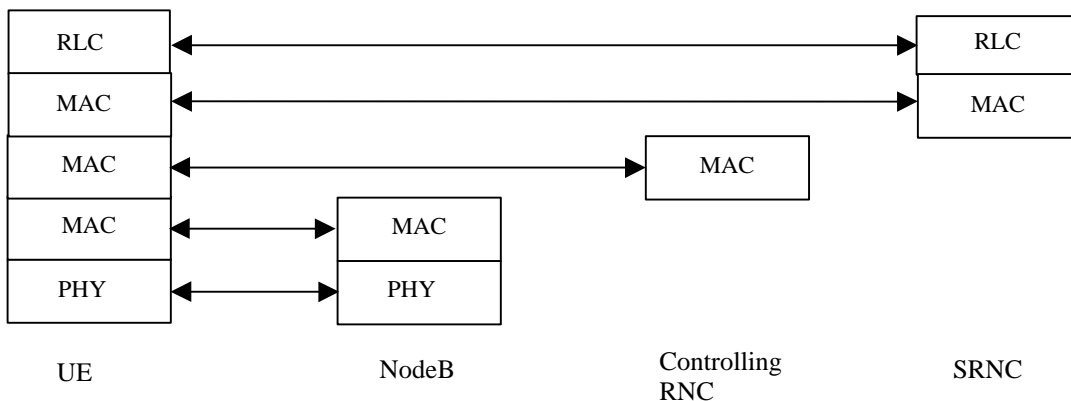 RLC
RLC
MAC
MAC
MAC
MAC
MAC
MAC
PHY
PHY
UE
NodeB
Controlling
RNC
SRNC